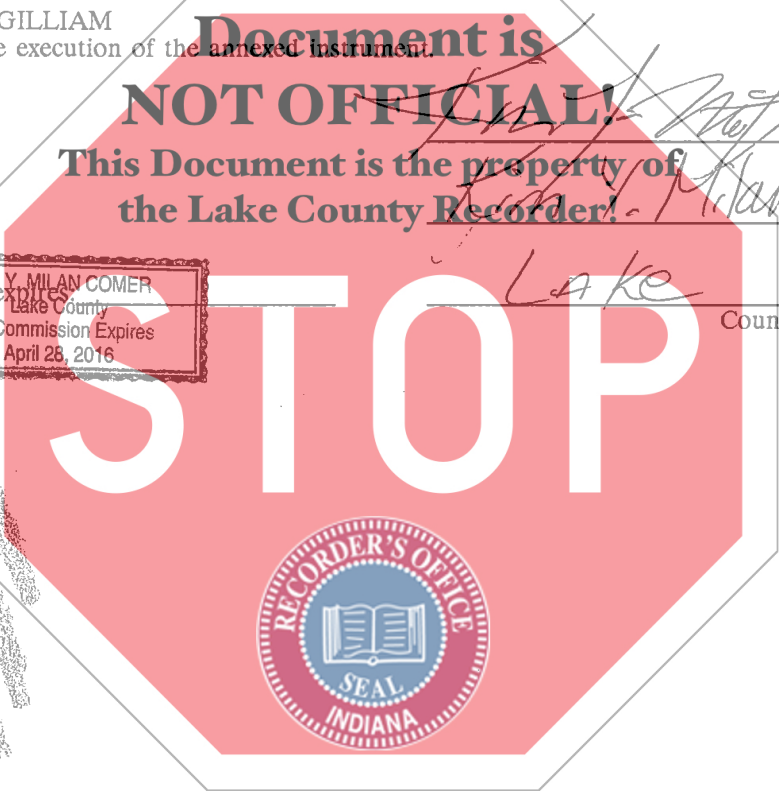 GILLIAM
execution of the annexed instrument.
Document is
NOT OFFICIAL!
This Document is the property of
the Lake County Recorder!
Y. MILAN COMER
expires:
Lake County
Commission Expires
April 28, 2016
LAKE
Coun
STOP
RECORDER'S OFFICE
SEAL
INDIANA